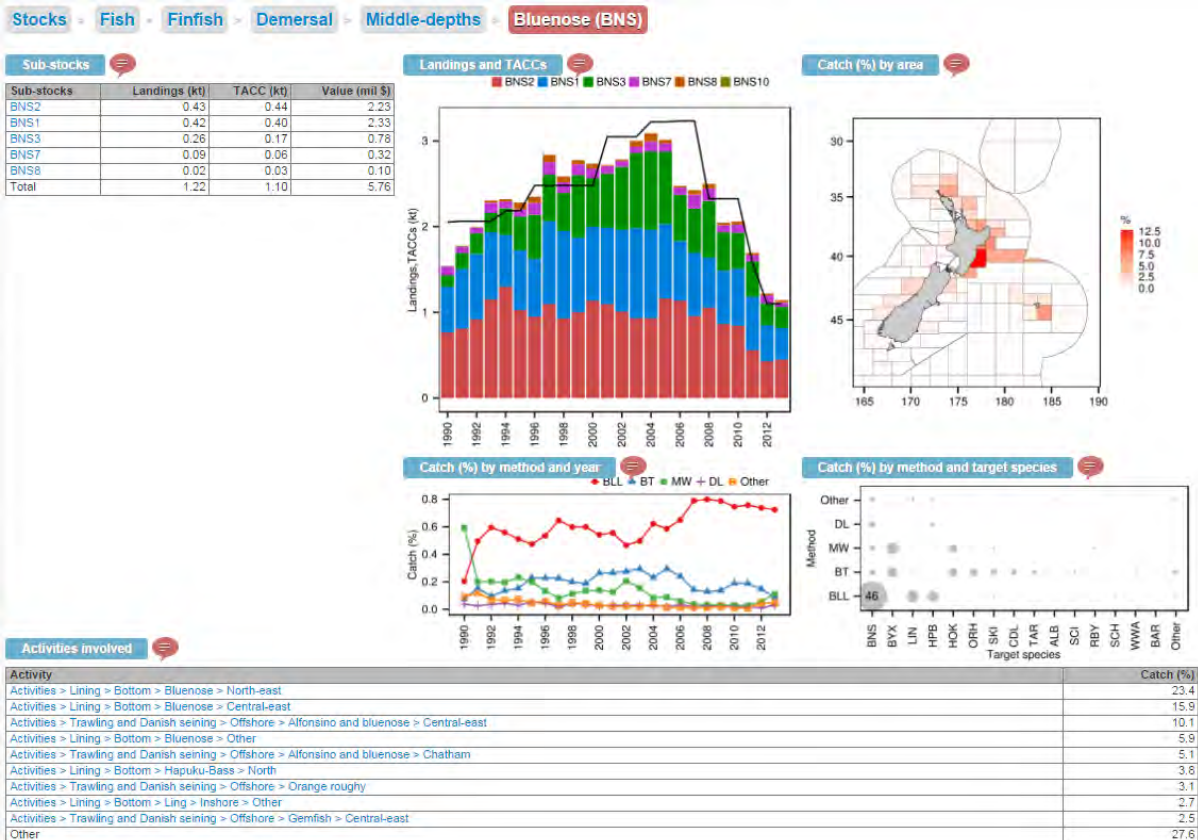 Stocks Fish Finfish Demersal Middle-depths Bluenose (BNS)
Sub-stocks
Sub-stocks Landings (kt) TACC (kt) Value (mil $)
BNS2 0.43 0.44 2.23
BNS1 0.42 0.40 2.33
BNS3 0.26 0.17 0.78
BNS7 0.09 0.06 0.32
BNS8 0.02 0.03 0.10
Total 1.22 1.10 5.76
Landings and TACCs
BNS2 BNS1 BNS3 BNS7 BNS8 BNS10
Landings,TACCs (kt)
3
2
1
0
1990 1992 1994 1996 1998 2000 2002 2004 2006 2008 2010 2012
Catch (%) by area
30
35
40
45
165 170 175 180 185 190
%
12.5
10.0
7.5
5.0
2.5
0.0
Catch (%) by method and year
BLL BT MW DL Other
Catch (%)
0.8
0.6
0.4
0.2
0.0
1990 1992 1994 1996 1998 2000 2002 2004 2006 2008 2010 2012
Catch (%) by method and target species
Method
Other
DL
MW
BT
BLL 46
BNS BYX LIN HPB HOK ORH SKI CDL TAR ALB SCI RBY SCH WWA BAR Other
Target species
Activities involved
Activity Catch (%)
Activities > Lining > Bottom > Bluenose > North-east 23.4
Activities > Lining > Bottom > Bluenose > Central-east 15.9
Activities > Trawling and Danish seining > Offshore > Alfonsino and bluenose > Central-east 10.1
Activities > Lining > Bottom > Bluenose > Other 5.9
Activities > Trawling and Danish seining > Offshore > Alfonsino and bluenose > Chatham 5.1
Activities > Lining > Bottom > Hapuku-Bass > North 3.8
Activities > Trawling and Danish seining > Offshore > Orange roughy 3.1
Activities > Lining > Bottom > Ling > Inshore > Other 2.7
Activities > Trawling and Danish seining > Offshore > Gemfish > Central-east 2.5
Other 27.6